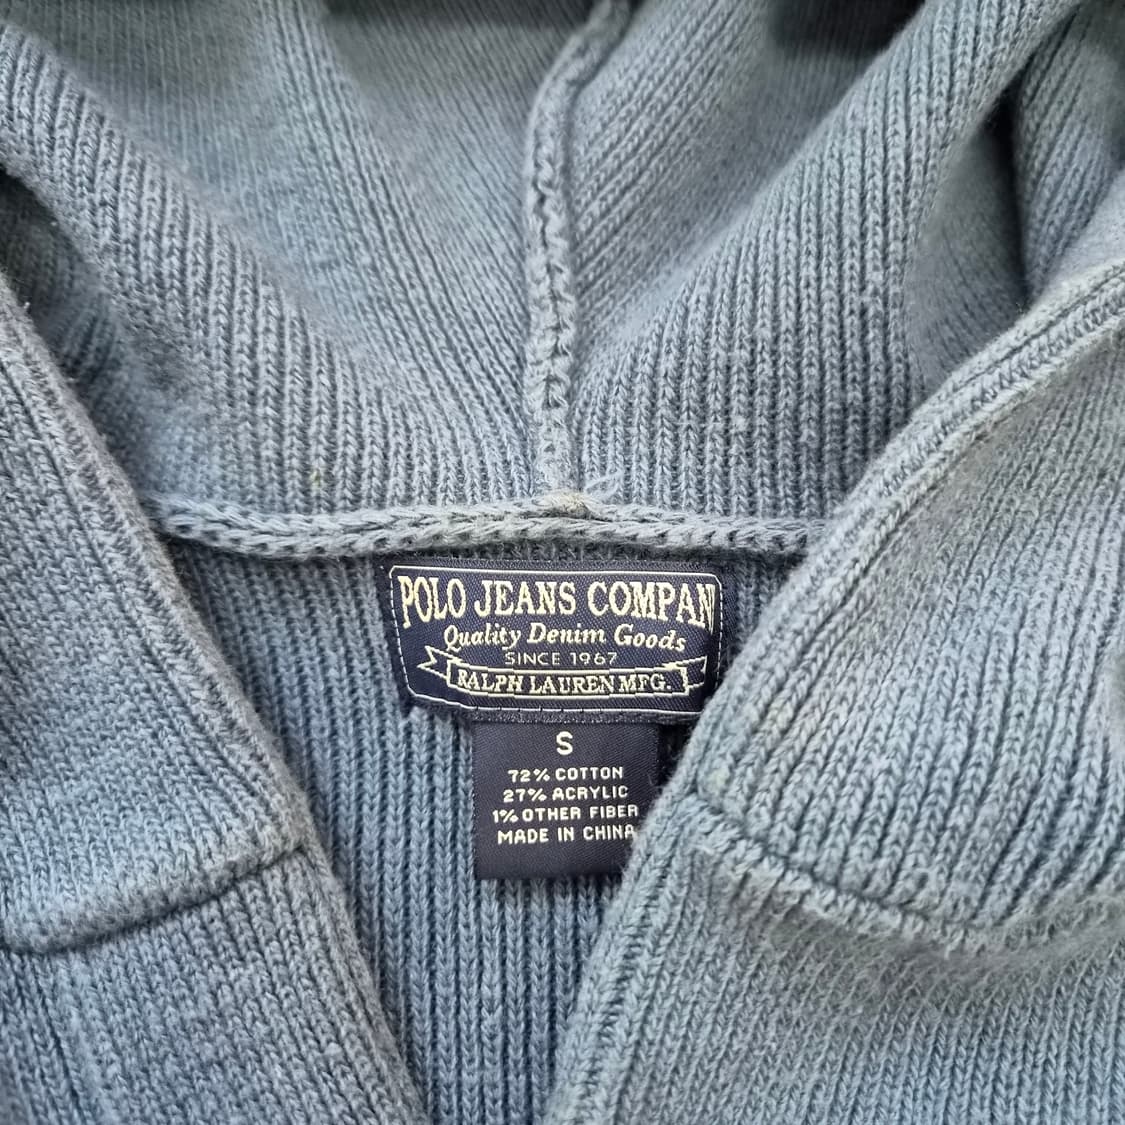 POLO JEANS COMPAN
Quality Denim Goods
SINCE 1967
RALPH LAUREN MFG.
S
72% COTTON
27% ACRYLIC
1% OTHER FIBER
MADE IN CHINA